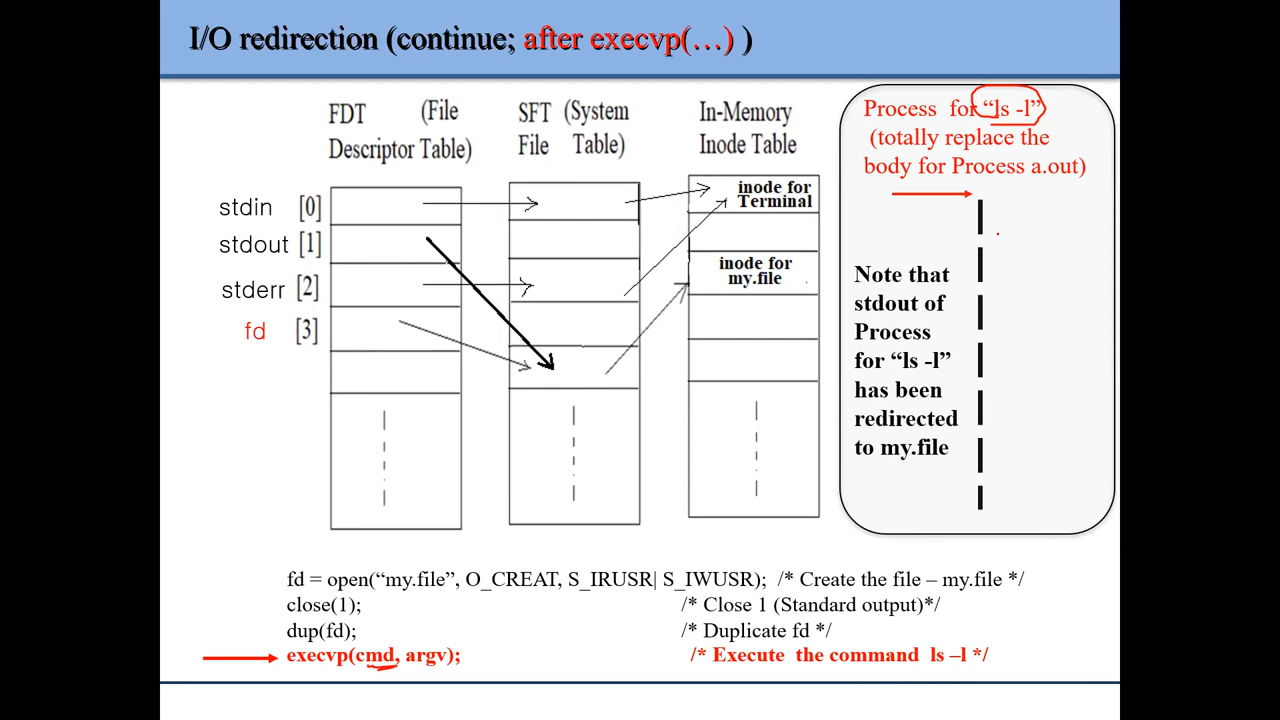 I/O redirection (continue; after execvp(…) )
FDT (File
Descriptor Table)
SFT (System
File Table)
In-Memory
Inode Table
stdin [0]
stdout [1]
stderr [2]
fd [3]
inode for
Terminal
inode for
my.file
Process for “ls -l”
(totally replace the
body for Process a.out)
Note that
stdout of
Process
for “ls -l”
has been
redirected
to my.file
fd = open(“my.file”, O_CREAT, S_IRUSR| S_IWUSR); /* Create the file – my.file */
close(1); /* Close 1 (Standard output)*/
dup(fd); /* Duplicate fd */
execvp(cmd, argv); /* Execute the command ls –l */